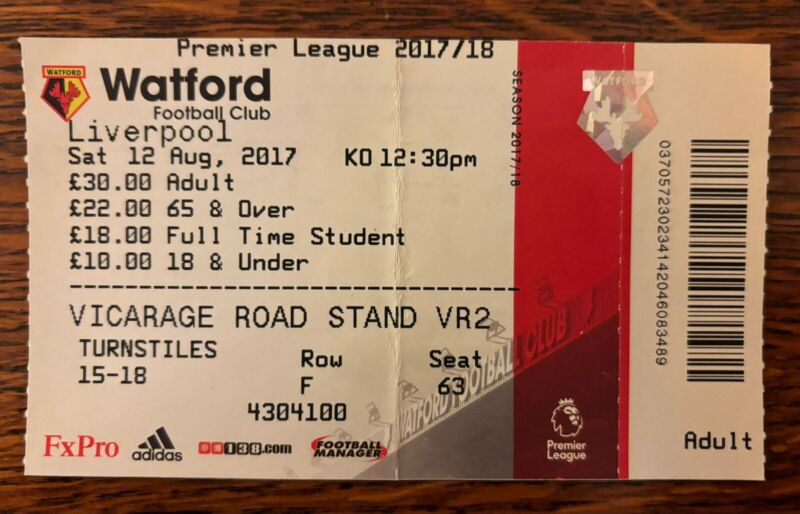 Premier League 2017/18
WATFORD
Watford
Football Club
Liverpool
Sat 12 Aug, 2017 KO 12:30pm
£30.00 Adult
£22.00 65 & Over
£18.00 Full Time Student
£10.00 18 & Under
VICARAGE ROAD STAND VR2
TURNSTILES
15-18
Row
F
Seat
63
4304100
FxPro
adidas
138.com
FOOTBALL
MANAGER
SEASON 2017/18
WATFORD
WATFORD FOOTBALL CLUB
Premier
League
037057230234142046083489
Adult